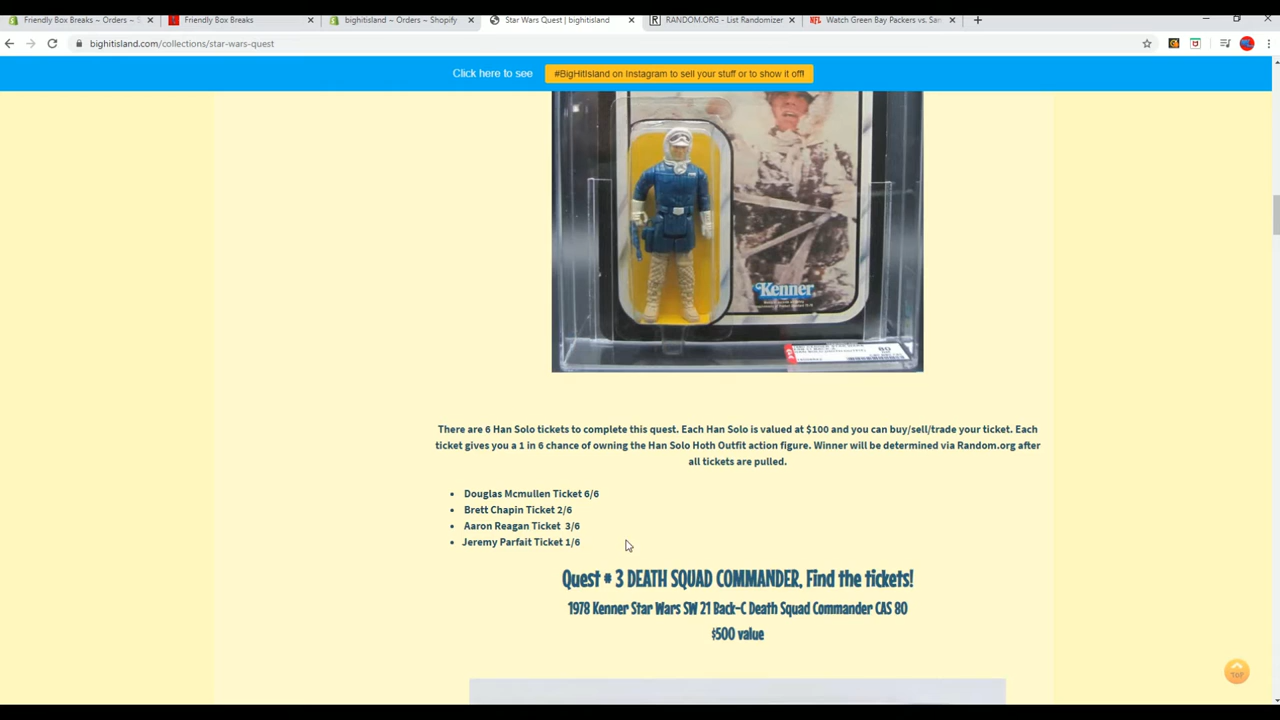 Friendly Box Breaks ~ Orders ~ S
Friendly Box Breaks
bighitisland ~ Orders ~ Shopify
Star Wars Quest | bighitisland
RANDOM.ORG - List Randomizer
Watch Green Bay Packers vs. San
bighitisland.com/collections/star-wars-quest
Click here to see
#BigHitIsland on Instagram to sell your stuff or to show it off!
Kenner
80
There are 6 Han Solo tickets to complete this quest. Each Han Solo is valued at $100 and you can buy/sell/trade your ticket. Each
ticket gives you a 1 in 6 chance of owning the Han Solo Hoth Outfit action figure. Winner will be determined via Random.org after
all tickets are pulled.
Douglas Mcmullen Ticket 6/6
Brett Chapin Ticket 2/6
Aaron Reagan Ticket 3/6
Jeremy Parfait Ticket 1/6
Quest # 3 DEATH SQUAD COMMANDER, Find the tickets!
1978 Kenner Star Wars SW 21 Back-C Death Squad Commander CAS 80
$500 value
TOP